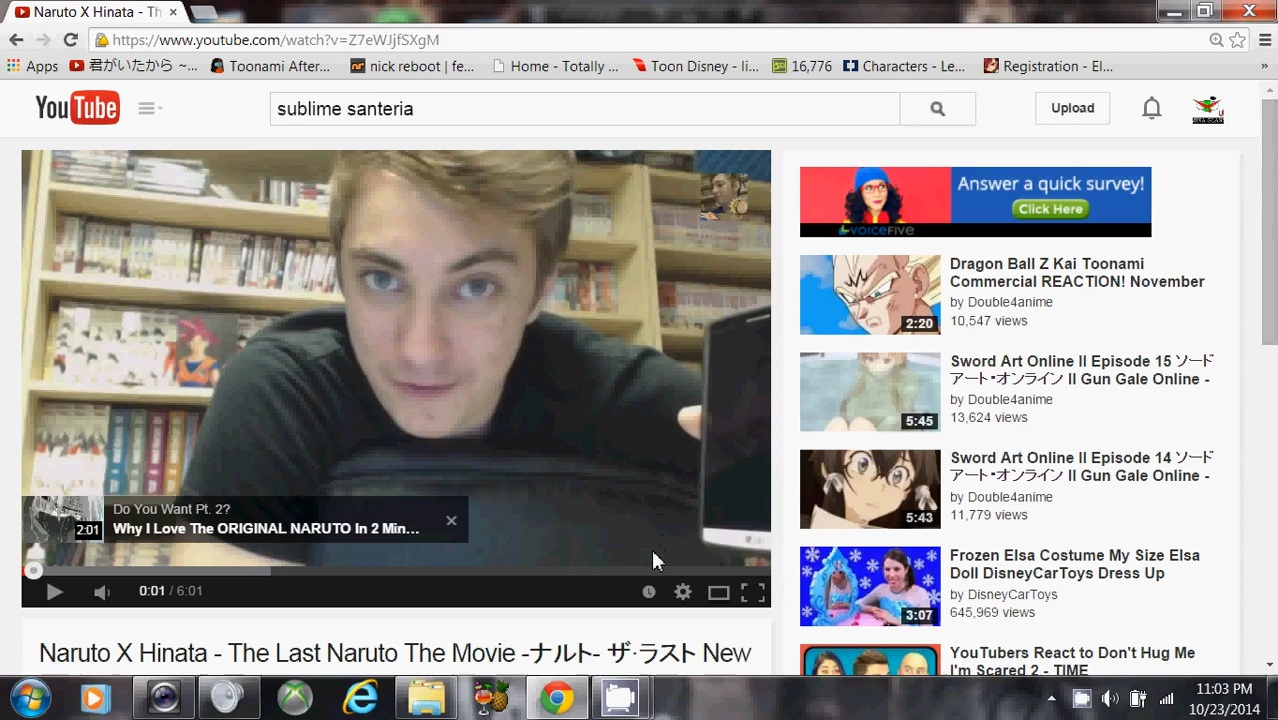 Naruto X Hinata - Th
https://www.youtube.com/watch?v=Z7eWJjfSXgM
Apps
君がいたから ~...
Toonami After...
nick reboot | fe...
Home - Totally ...
Toon Disney - li...
16,776
Characters - Le...
Registration - El...
»
YouTube
sublime santeria
Upload
Answer a quick survey!
Click Here
VOICEFIVE
Dragon Ball Z Kai Toonami
Commercial REACTION! November
by Double4anime
10,547 views
2:20
Sword Art Online II Episode 15 ソード
アート・オンライン II Gun Gale Online -
by Double4anime
13,624 views
5:45
Sword Art Online II Episode 14 ソード
アート・オンライン II Gun Gale Online -
by Double4anime
11,779 views
5:43
Frozen Elsa Costume My Size Elsa
Doll DisneyCarToys Dress Up
by DisneyCarToys
645,969 views
3:07
YouTubers React to Don't Hug Me
I'm Scared 2 - TIME
Do You Want Pt. 2?
Why I Love The ORIGINAL NARUTO In 2 Min...
2:01
0:01 / 6:01
Naruto X Hinata - The Last Naruto The Movie -ナルト- ザ·ラスト New
11:03 PM
10/23/2014